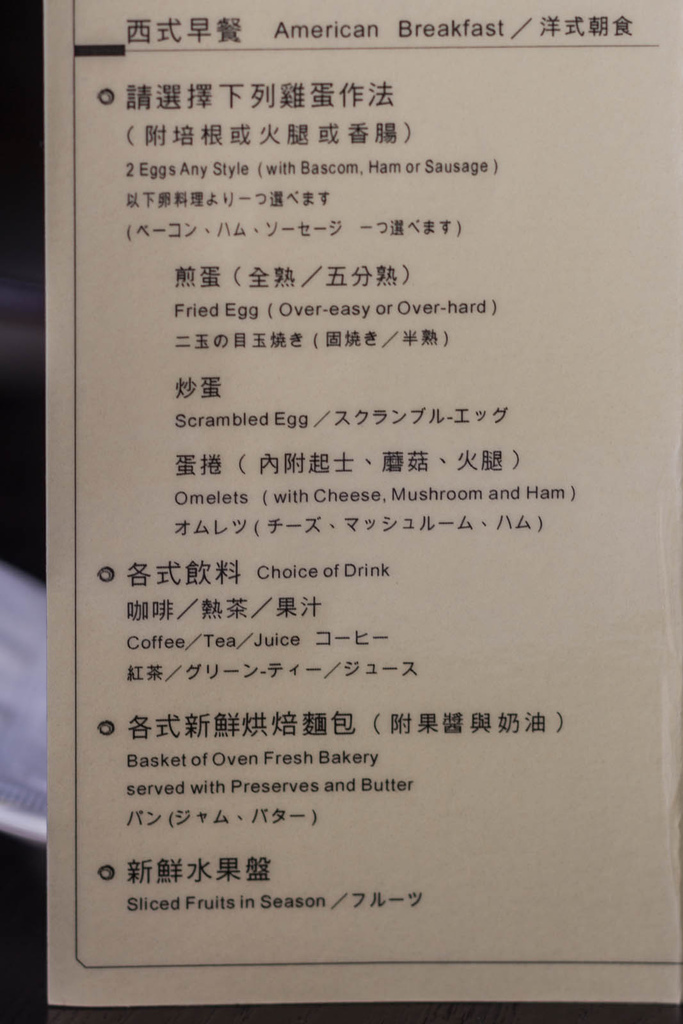 西式早餐 American Breakfast／洋式朝食
請選擇下列雞蛋作法
（附培根或火腿或香腸）
2 Eggs Any Style (with Bascom, Ham or Sausage)
以下卵料理より一つ選べます
(ベーコン、ハム、ソーセージ 一つ選べます)
煎蛋（全熟／五分熟）
Fried Egg (Over-easy or Over-hard)
二玉の目玉焼き (固焼き／半熟)
炒蛋
Scrambled Egg／スクランブル-エッグ
蛋捲（內附起士、蘑菇、火腿）
Omelets (with Cheese, Mushroom and Ham)
オムレツ(チーズ、マッシュルーム、ハム)
各式飲料 Choice of Drink
咖啡／熱茶／果汁
Coffee／Tea／Juice コーヒー
紅茶／グリーン-ティー／ジュース
各式新鮮烘焙麵包（附果醬與奶油）
Basket of Oven Fresh Bakery
served with Preserves and Butter
パン(ジャム、バター)
新鮮水果盤
Sliced Fruits in Season／フルーツ